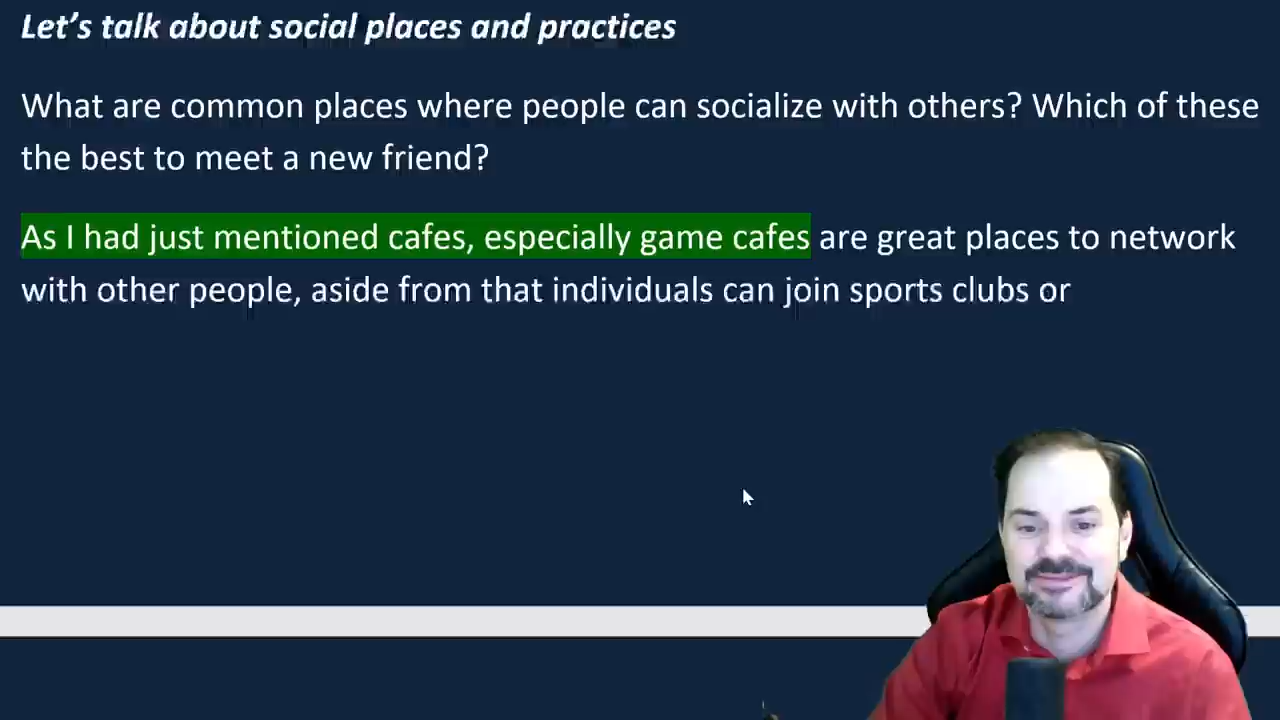 Let’s talk about social places and practices
What are common places where people can socialize with others? Which of these
the best to meet a new friend?
As I had just mentioned cafes, especially game cafes are great places to network
with other people, aside from that individuals can join sports clubs or